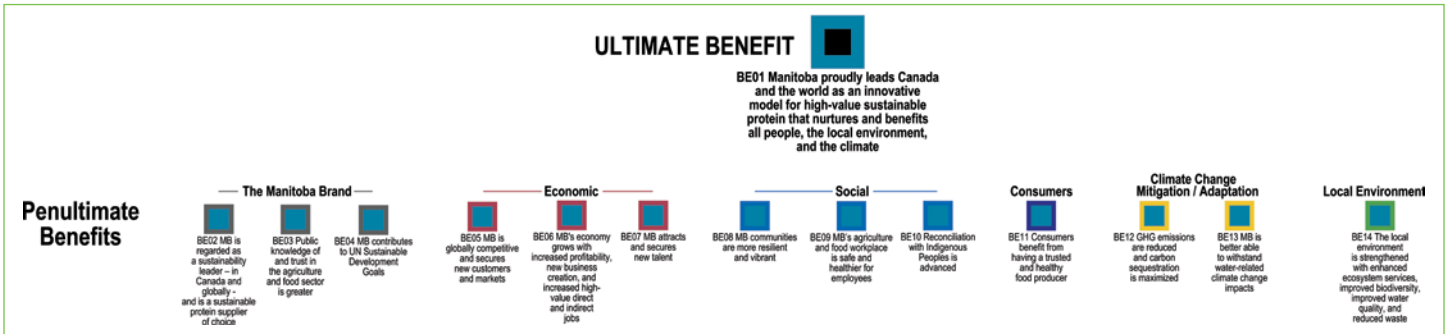 ULTIMATE BENEFIT
BE01 Manitoba proudly leads Canada
and the world as an innovative
model for high-value sustainable
protein that nurtures and benefits
all people, the local environment,
and the climate
Penultimate
Benefits
The Manitoba Brand
BE02 MB is
regarded as
a sustainability
leader – in
Canada and
globally -
and is a sustainable
protein supplier
of choice
BE03 Public
knowledge of
and trust in
the agriculture
and food sector
is greater
BE04 MB contributes
to UN Sustainable
Development
Goals
Economic
BE05 MB is
globally competitive
and secures
new customers
and markets
BE06 MB's economy
grows with
increased profitability,
new business
creation, and
increased high-
value direct
and indirect
jobs
BE07 MB attracts
and secures
new talent
Social
BE08 MB communities
are more resilient
and vibrant
BE09 MB's agriculture
and food workplace
is safe and
healthier for
employees
BE10 Reconciliation
with Indigenous
Peoples is
advanced
Consumers
BE11 Consumers
benefit from
having a trusted
and healthy
food producer
Climate Change
Mitigation / Adaptation
BE12 GHG emissions
are reduced
and carbon
sequestration
is maximized
BE13 MB is
better able
to withstand
water-related
climate change
impacts
Local Environment
BE14 The local
environment
is strengthened
with enhanced
ecosystem services,
improved biodiversity,
improved water
quality, and
reduced waste